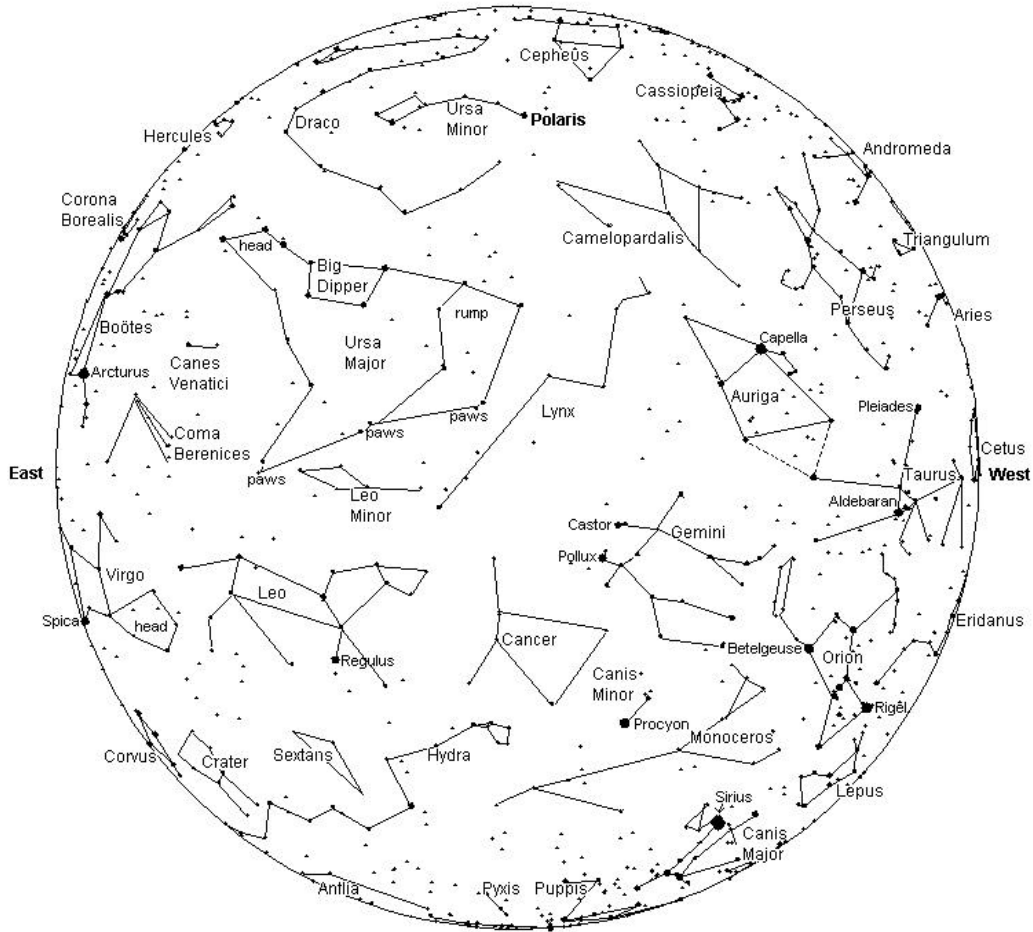 Cepheûs
Cassiopeia
Ursa
Minor
Polaris
Draco
Hercules
Andromeda
Corona
Borealis
head
Camelopardalis
Triangulum
Big
Dipper
Perseus
Aries
rump
Boötes
Ursa
Major
Canes
Venatici
Capella
Arcturus
Auriga
Lynx
Pleiades
paws
paws
Coma
Berenices
Cetus
East
paws
Taurus
West
Leo
Minor
Aldebaran
Castor
Gemini
Pollux
Virgo
Leo
Spica
head
Eridanus
Cancer
Betelgeuse
Orion
Regulus
Canis
Minor
Rigel
Procyon
Monoceros
Corvus
Crater
Sextans
Hydra
Lepus
Sirius
Canis
Major
Antlia
Pyxis
Puppis